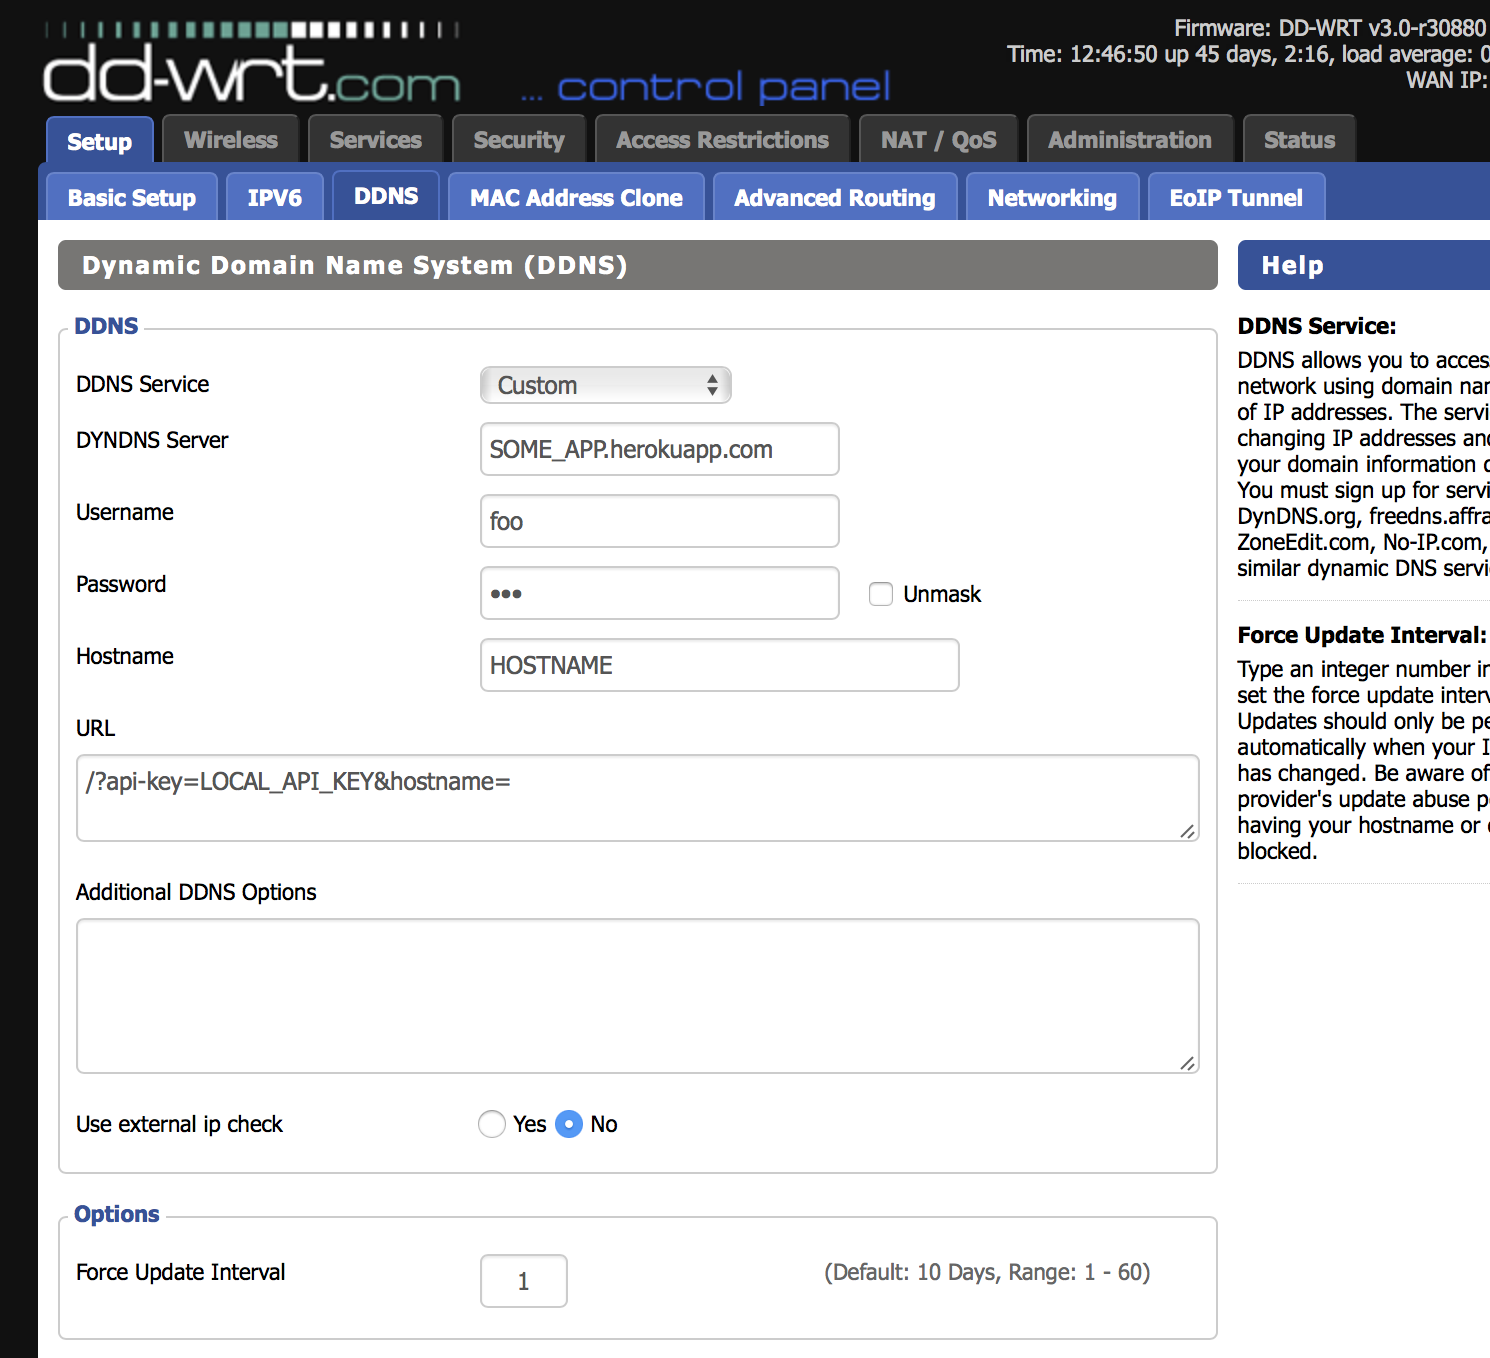 dd-wrt.com ... control panel
Firmware: DD-WRT v3.0-r30880
Time: 12:46:50 up 45 days, 2:16, load average: 0
WAN IP:
Setup Wireless Services Security Access Restrictions NAT / QoS Administration Status
Basic Setup IPV6 DDNS MAC Address Clone Advanced Routing Networking EoIP Tunnel
Dynamic Domain Name System (DDNS)
DDNS
DDNS Service Custom
DYNDNS Server SOME_APP.herokuapp.com
Username foo
Password ••• Unmask
Hostname HOSTNAME
URL
/?api-key=LOCAL_API_KEY&hostname=
Additional DDNS Options
Use external ip check Yes No
Options
Force Update Interval 1 (Default: 10 Days, Range: 1 - 60)
Help
DDNS Service:
DDNS allows you to acces
network using domain nar
of IP addresses. The servi
changing IP addresses and
your domain information
You must sign up for servi
DynDNS.org, freedns.afra
ZoneEdit.com, No-IP.com,
similar dynamic DNS servi
Force Update Interval:
Type an integer number in
set the force update interv
Updates should only be pe
automatically when your I
has changed. Be aware of
provider's update abuse p
having your hostname or
blocked.